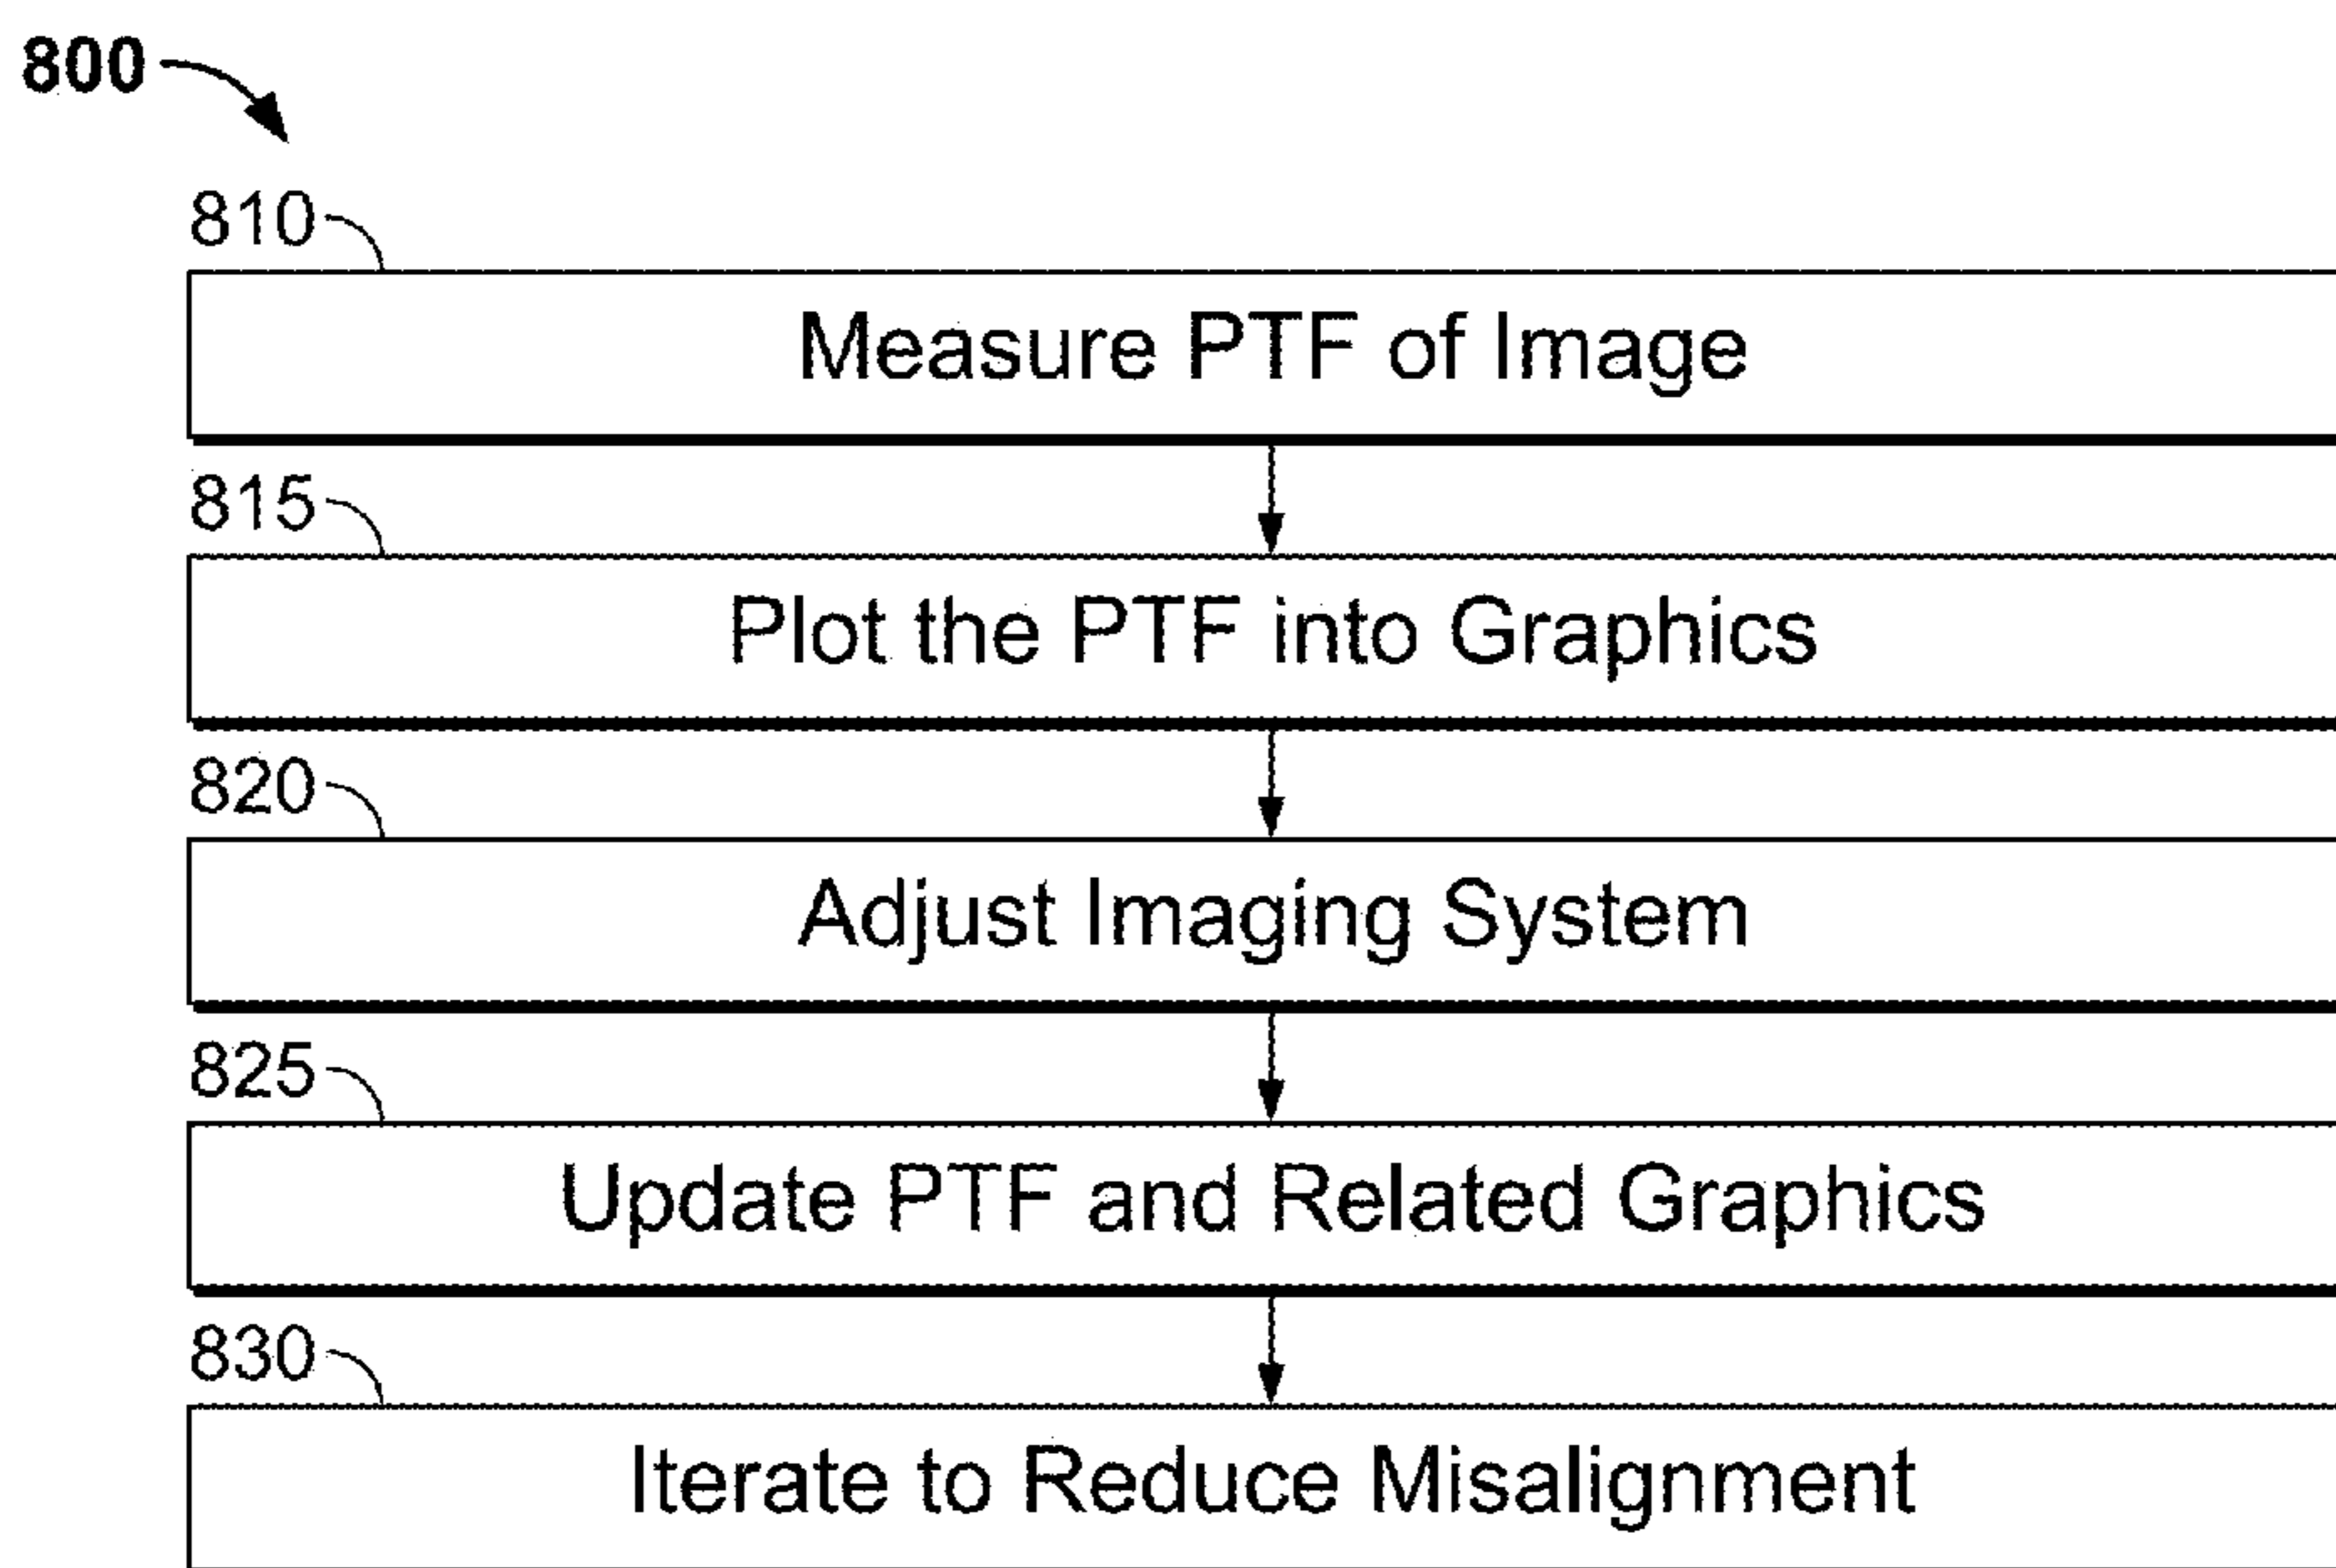 800
810
Measure PTF of Image
815
Plot the PTF into Graphics
820
Adjust Imaging System
825
Update PTF and Related Graphics
830
Iterate to Reduce Misalignment